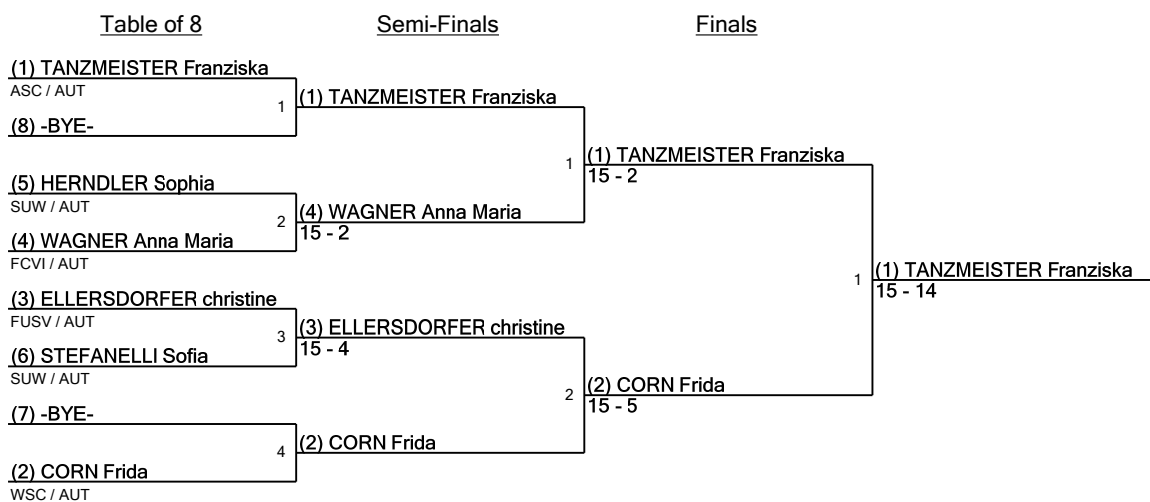 Table of 8
Semi-Finals
Finals
(1) TANZMEISTER Franziska
ASC / AUT
1
(8) -BYE-
(5) HERNDLER Sophia
SUW / AUT
2
(4) WAGNER Anna Maria
FCVI / AUT
(3) ELLERSDORFER christine
FUSV / AUT
3
(6) STEFANELLI Sofia
SUW / AUT
(7) -BYE-
4
(2) CORN Frida
WSC / AUT
(1) TANZMEISTER Franziska
1
(4) WAGNER Anna Maria
15 - 2
(3) ELLERSDORFER christine
15 - 4
2
(2) CORN Frida
(1) TANZMEISTER Franziska
15 - 2
1
(2) CORN Frida
15 - 5
(1) TANZMEISTER Franziska
15 - 14